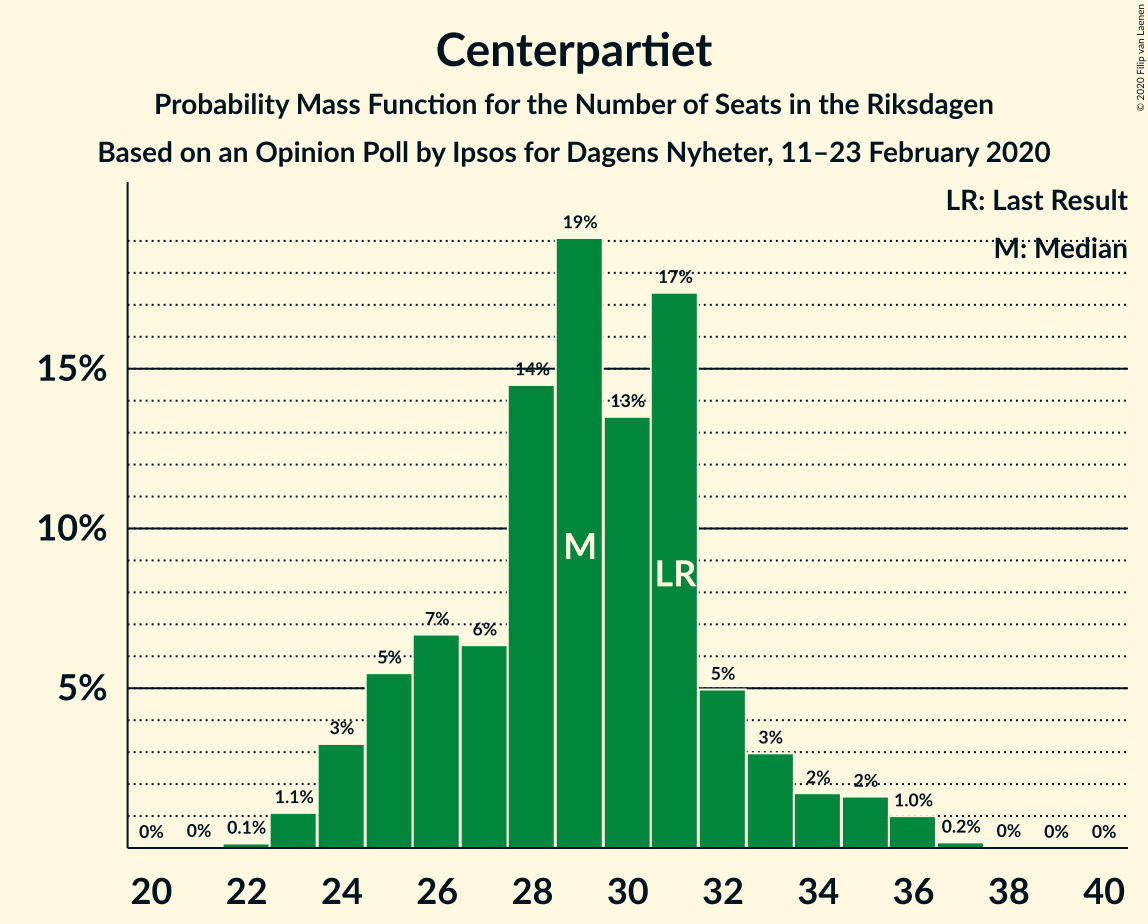 Centerpartiet
Probability Mass Function for the Number of Seats in the Riksdagen
Based on an Opinion Poll by Ipsos for Dagens Nyheter, 11–23 February 2020
© 2020 Filip van Laenen
LR: Last Result
M: Median
15%
10%
5%
0% 0% 0.1% 1.1% 3% 5% 7% 6% 14% 19% 13% 17% 5% 3% 2% 2% 1.0% 0.2% 0% 0% 0%
M
LR
20 22 24 26 28 30 32 34 36 38 40